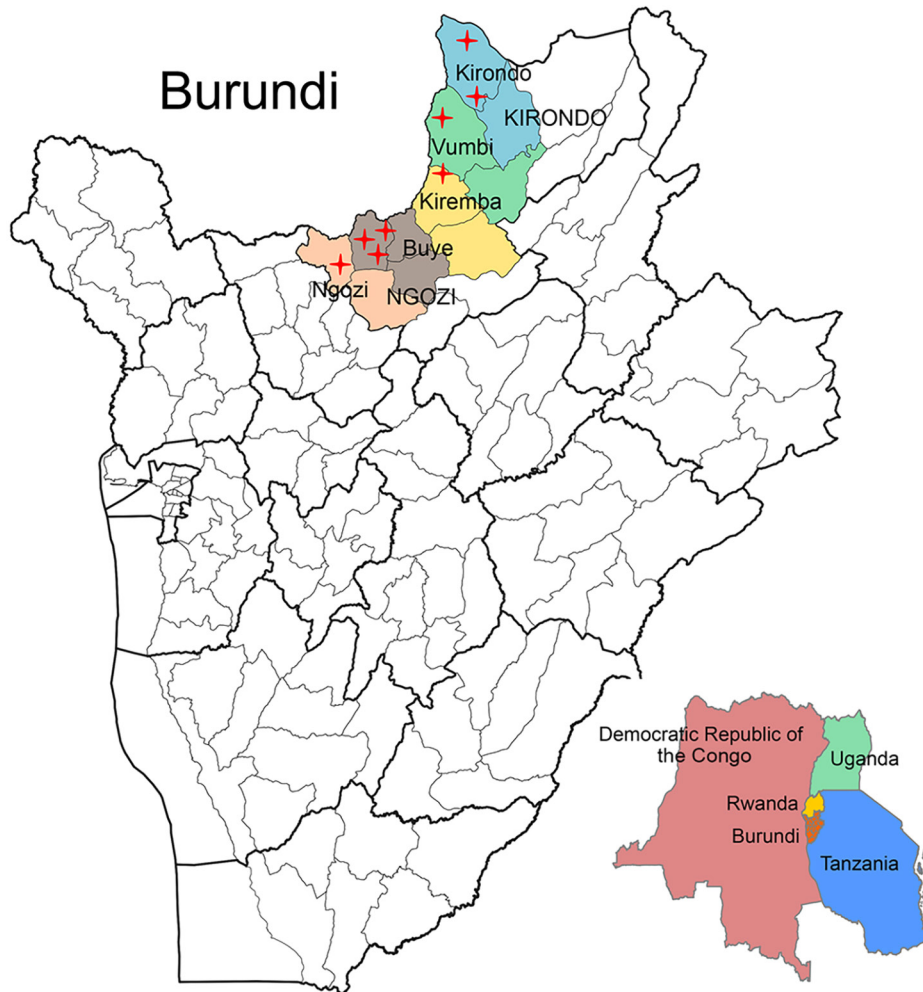 Burundi
Kirondo
KIRONDO
Vumbi
Kiremba
Buye
Ngozi
NGOZI
Democratic Republic of
the Congo
Uganda
Rwanda
Burundi
Tanzania